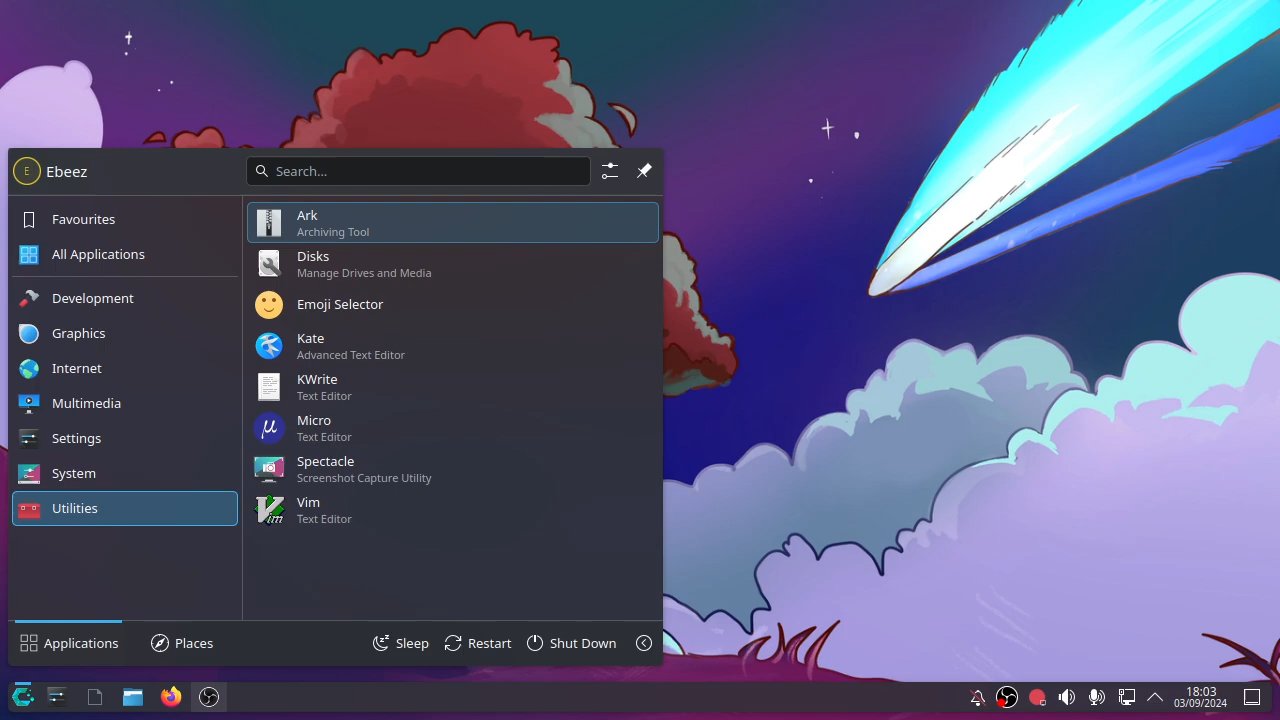 E
Ebeez
Search...
Favourites
All Applications
Development
Graphics
Internet
Multimedia
Settings
System
Utilities
Ark
Archiving Tool
Disks
Manage Drives and Media
Emoji Selector
Kate
Advanced Text Editor
KWrite
Text Editor
µ
Micro
Text Editor
Spectacle
Screenshot Capture Utility
Vim
Vim
Text Editor
Applications
Places
Sleep
Restart
Shut Down
18:03
03/09/2024